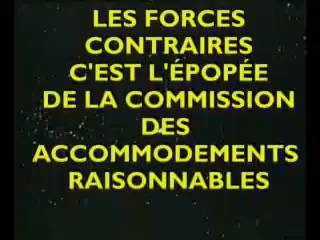 LES FORCES
CONTRAIRES
C'EST L'ÉPOPÉE
DE LA COMMISSION
DES
ACCOMMODEMENTS
RAISONNABLES